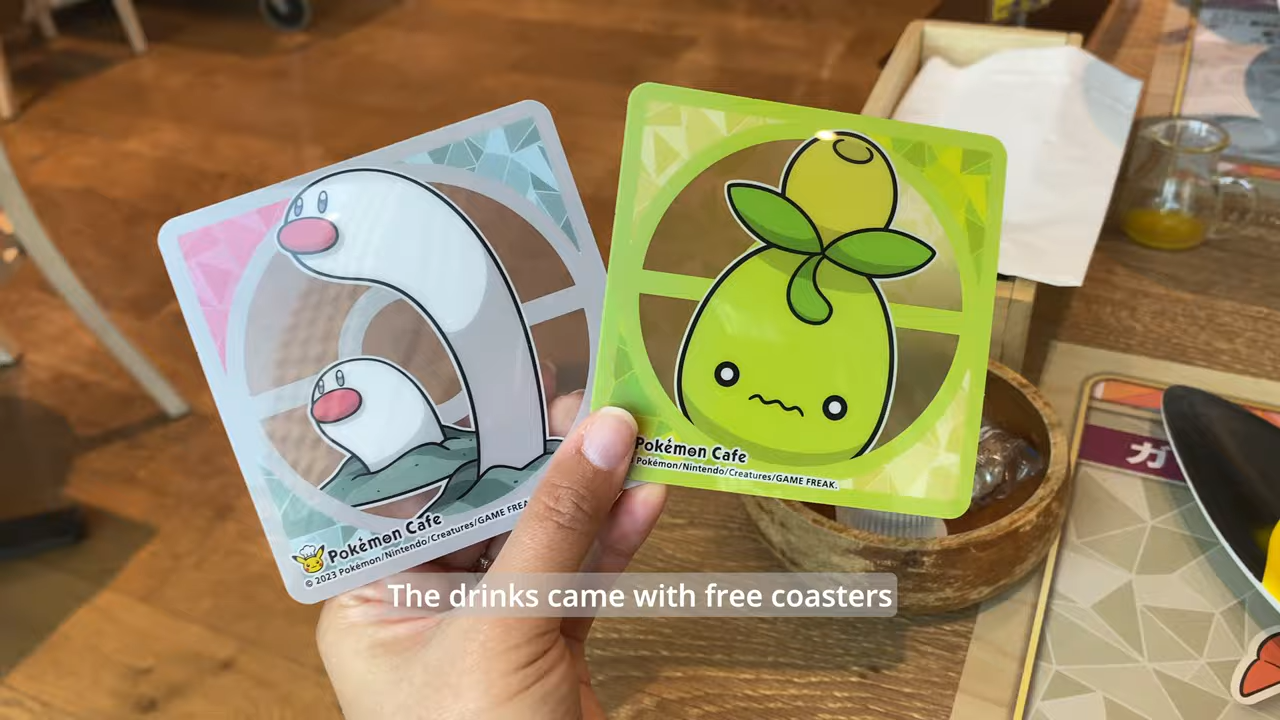 Pokémon Cafe
© 2023 Pokémon/Nintendo/Creatures/GAME FREA
Pokémon Cafe
Pokémon/Nintendo/Creatures/GAME FREAK.
ガ
The drinks came with free coasters